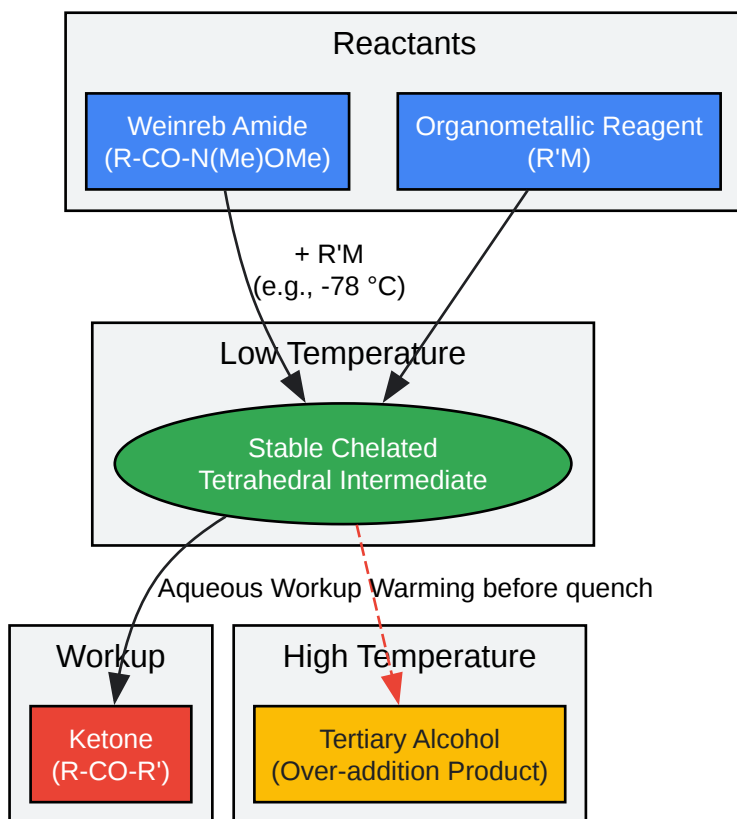 Reactants
Weinreb Amide
(R-CO-N(Me)OMe)
Organometallic Reagent
(R'M)
+ R'M
(e.g., -78 °C)
Low Temperature
Stable Chelated
Tetrahedral Intermediate
Aqueous Workup
Warming before quench
Workup
Ketone
(R-CO-R')
High Temperature
Tertiary Alcohol
(Over-addition Product)